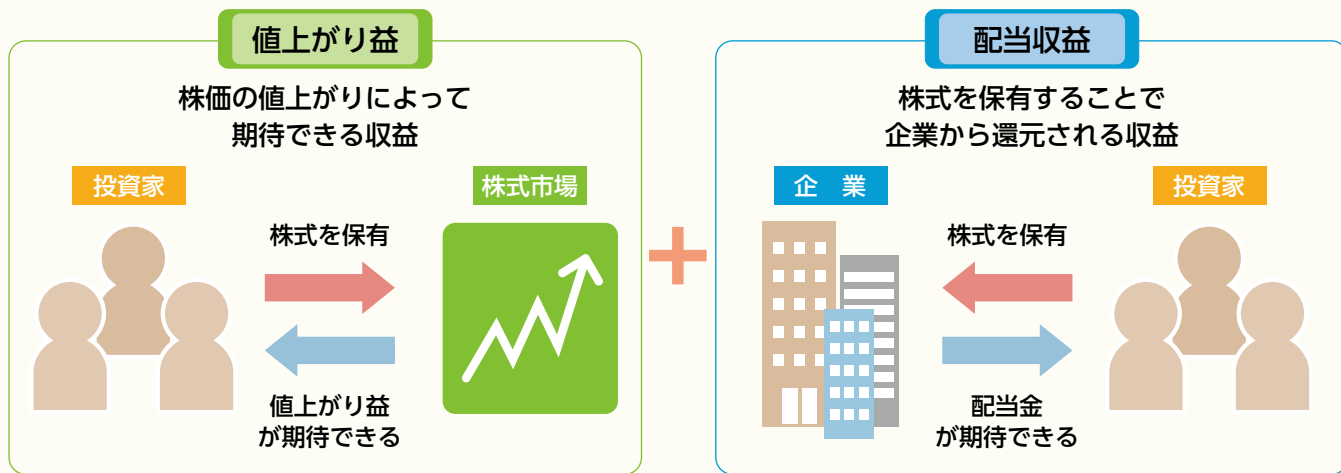 値上がり益
株価の値上がりによって
期待できる収益
投資家
株式市場
株式を保有
値上がり益
が期待できる
+
配当収益
株式を保有することで
企業から還元される収益
企　業
投資家
株式を保有
配当金
が期待できる